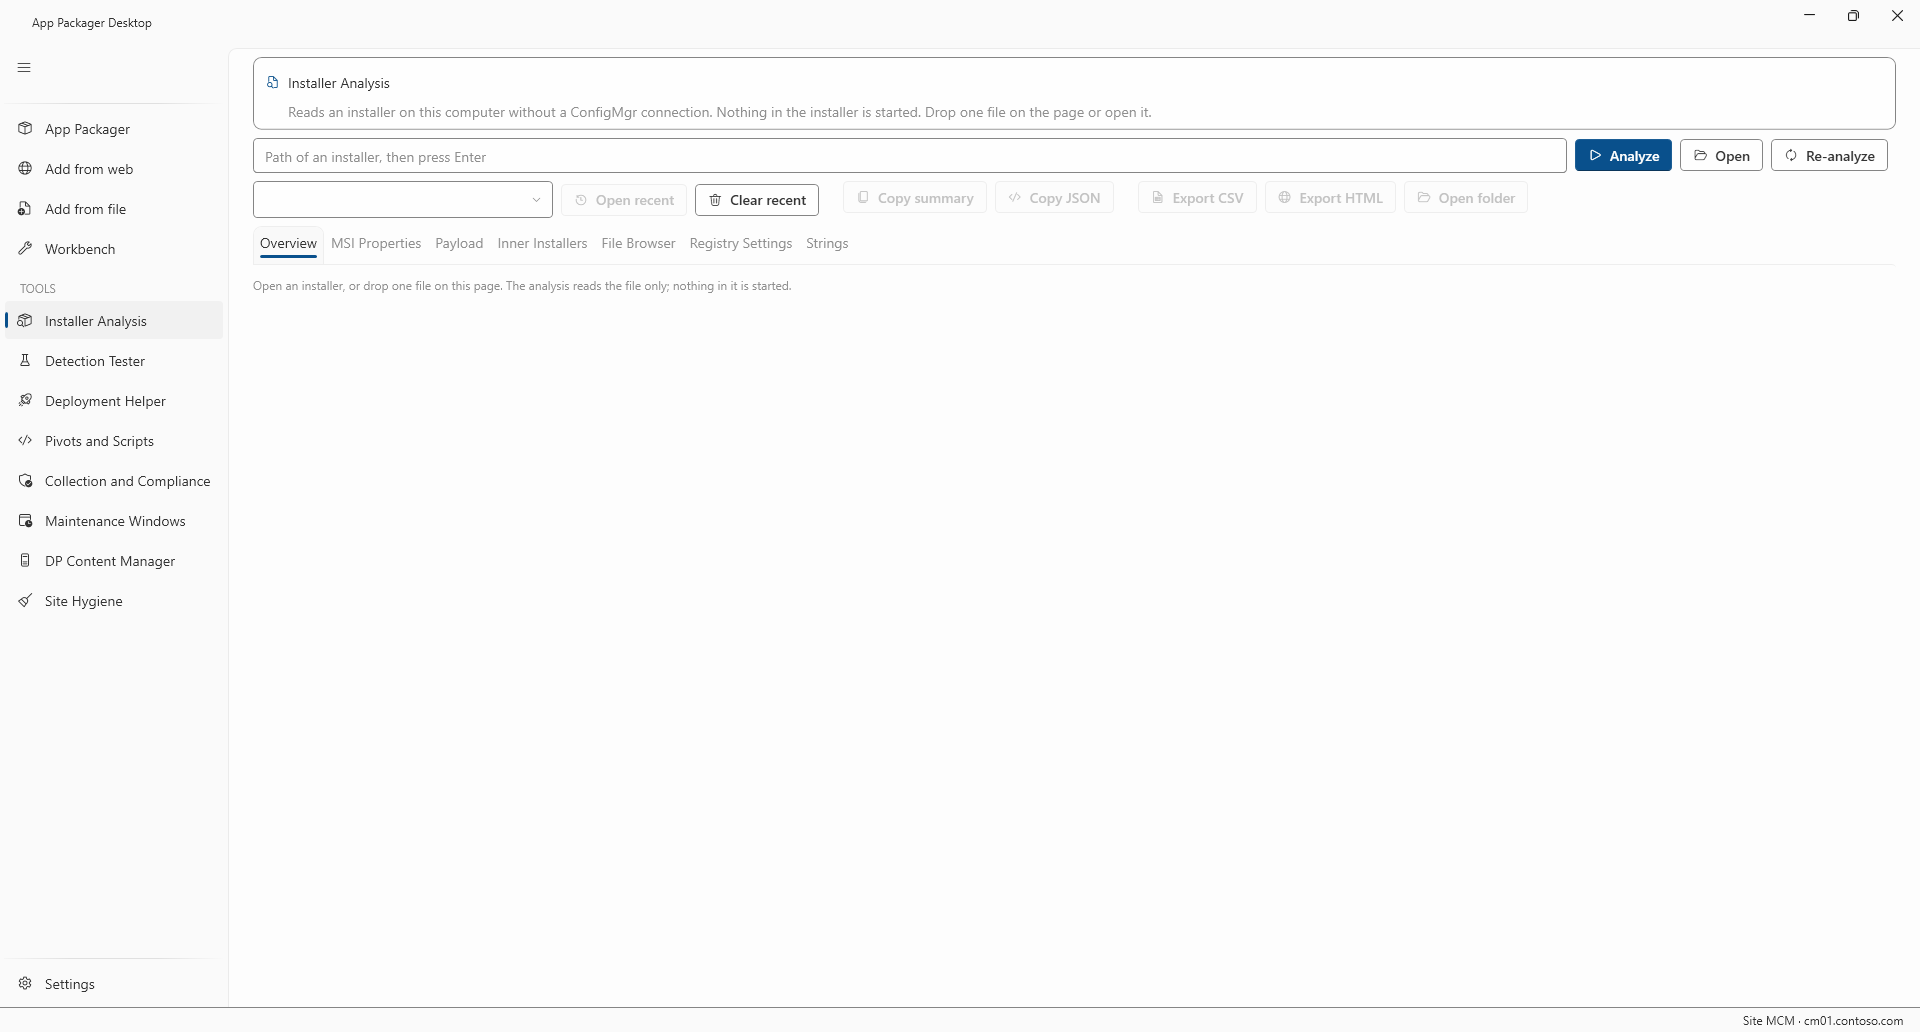 App Packager Desktop
App Packager
Add from web
Add from file
Workbench
TOOLS
Installer Analysis
Detection Tester
Deployment Helper
Pivots and Scripts
Collection and Compliance
Maintenance Windows
DP Content Manager
Site Hygiene
Settings
Installer Analysis
Reads an installer on this computer without a ConfigMgr connection. Nothing in the installer is started. Drop one file on the page or open it.
Path of an installer, then press Enter
Analyze
Open
Re-analyze
Open recent
Clear recent
Copy summary
Copy JSON
Export CSV
Export HTML
Open folder
Overview
MSI Properties
Payload
Inner Installers
File Browser
Registry Settings
Strings
Open an installer, or drop one file on this page. The analysis reads the file only; nothing in it is started.
Site MCM · cm01.contoso.com